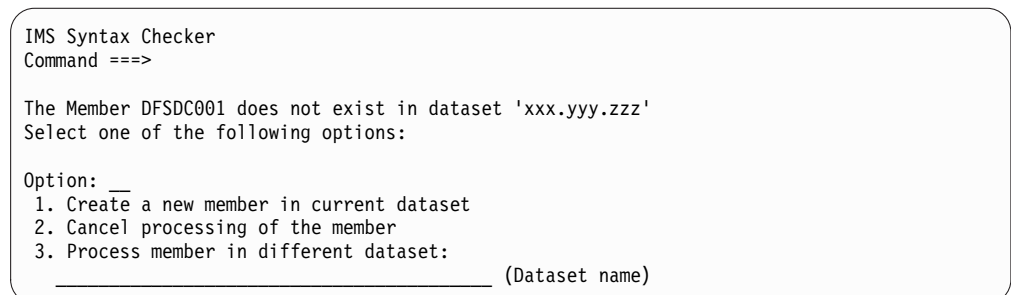 IMS Syntax Checker
Command ===>
The Member DFSDC001 does not exist in dataset 'xxx.yyy.zzz'
Select one of the following options:
Option: __
1. Create a new member in current dataset
2. Cancel processing of the member
3. Process member in different dataset:
_________________________________________ (Dataset name)